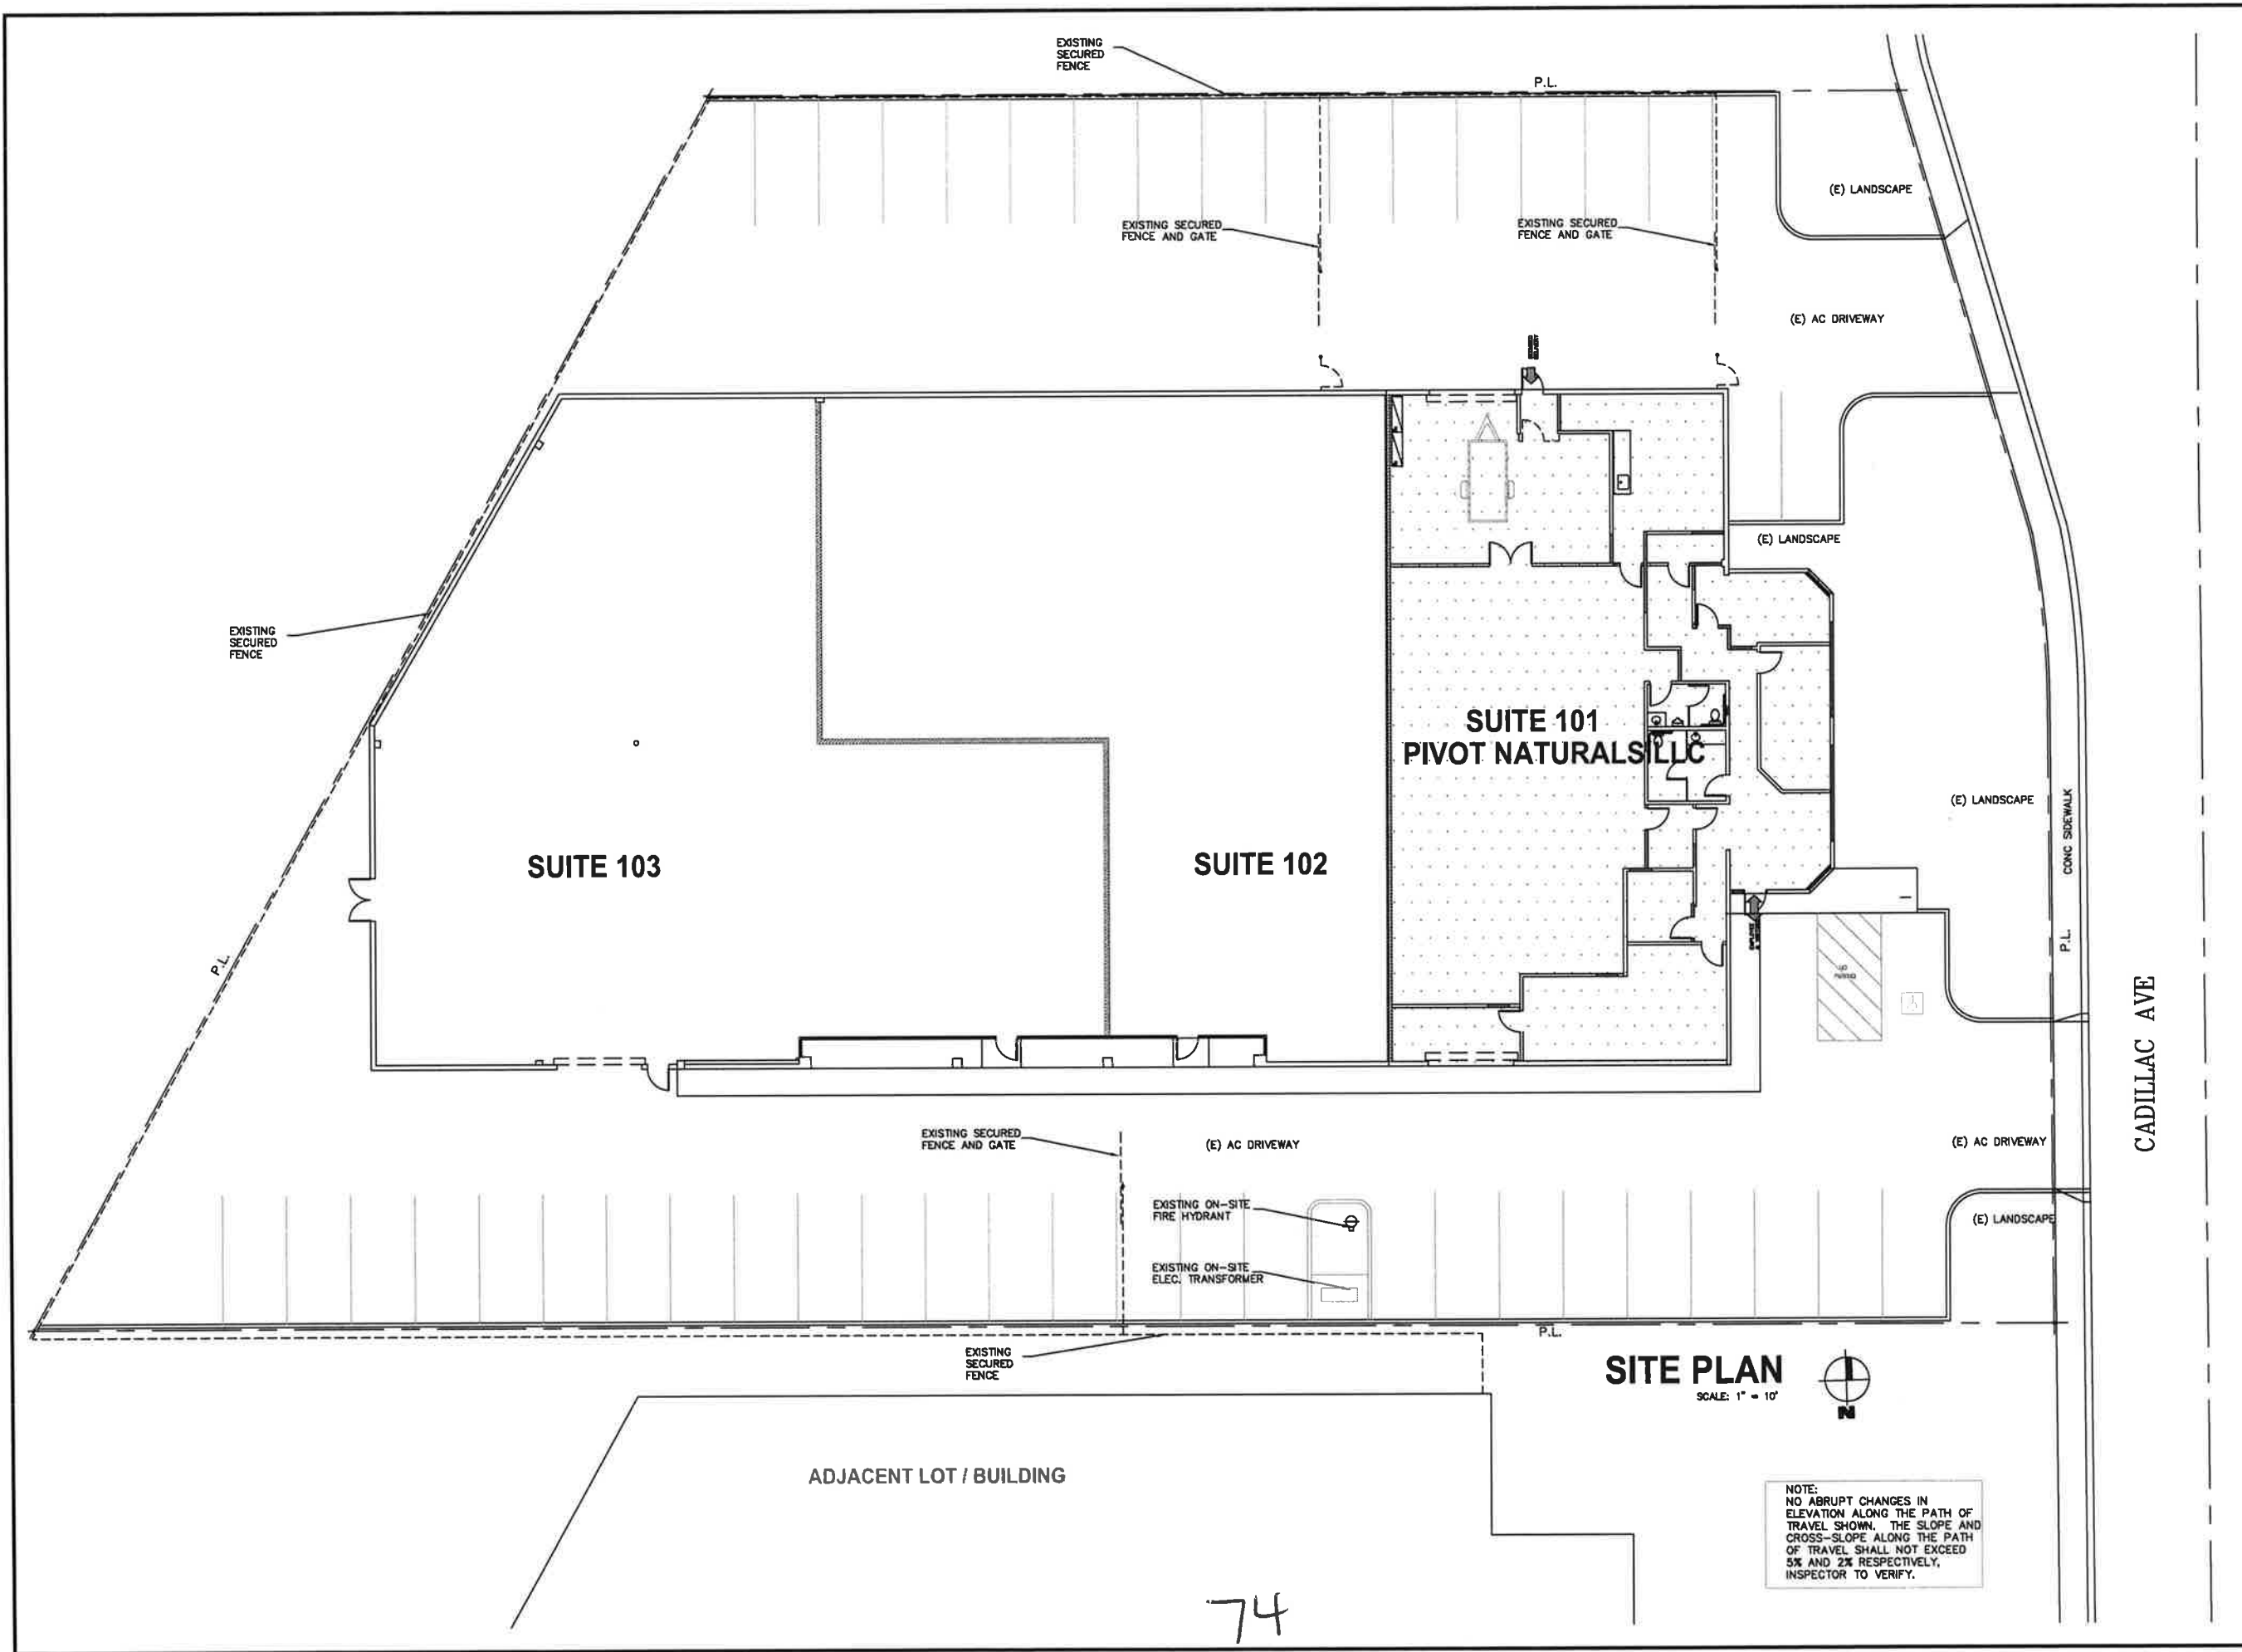 EXISTING
SECURED
FENCE
P.L.
(E) LANDSCAPE
EXISTING SECURED
FENCE AND GATE
EXISTING SECURED
FENCE AND GATE
(E) AC DRIVEWAY
(E) LANDSCAPE
EXISTING
SECURED
FENCE
SUITE 101
PIVOT NATURALS LLC
(E) LANDSCAPE
CONC SIDEWALK
SUITE 103
SUITE 102
P.L.
P.L.
NO
PARKING
CADILLAC AVE
EXISTING SECURED
FENCE AND GATE
(E) AC DRIVEWAY
(E) AC DRIVEWAY
EXISTING ON-SITE
FIRE HYDRANT
(E) LANDSCAPE
EXISTING ON-SITE
ELEC. TRANSFORMER
P.L.
EXISTING
SECURED
FENCE
SITE PLAN
SCALE: 1" = 10'
N
ADJACENT LOT / BUILDING
NOTE:
NO ABRUPT CHANGES IN
ELEVATION ALONG THE PATH OF
TRAVEL SHOWN. THE SLOPE AND
CROSS-SLOPE ALONG THE PATH
OF TRAVEL SHALL NOT EXCEED
5% AND 2% RESPECTIVELY,
INSPECTOR TO VERIFY.
74